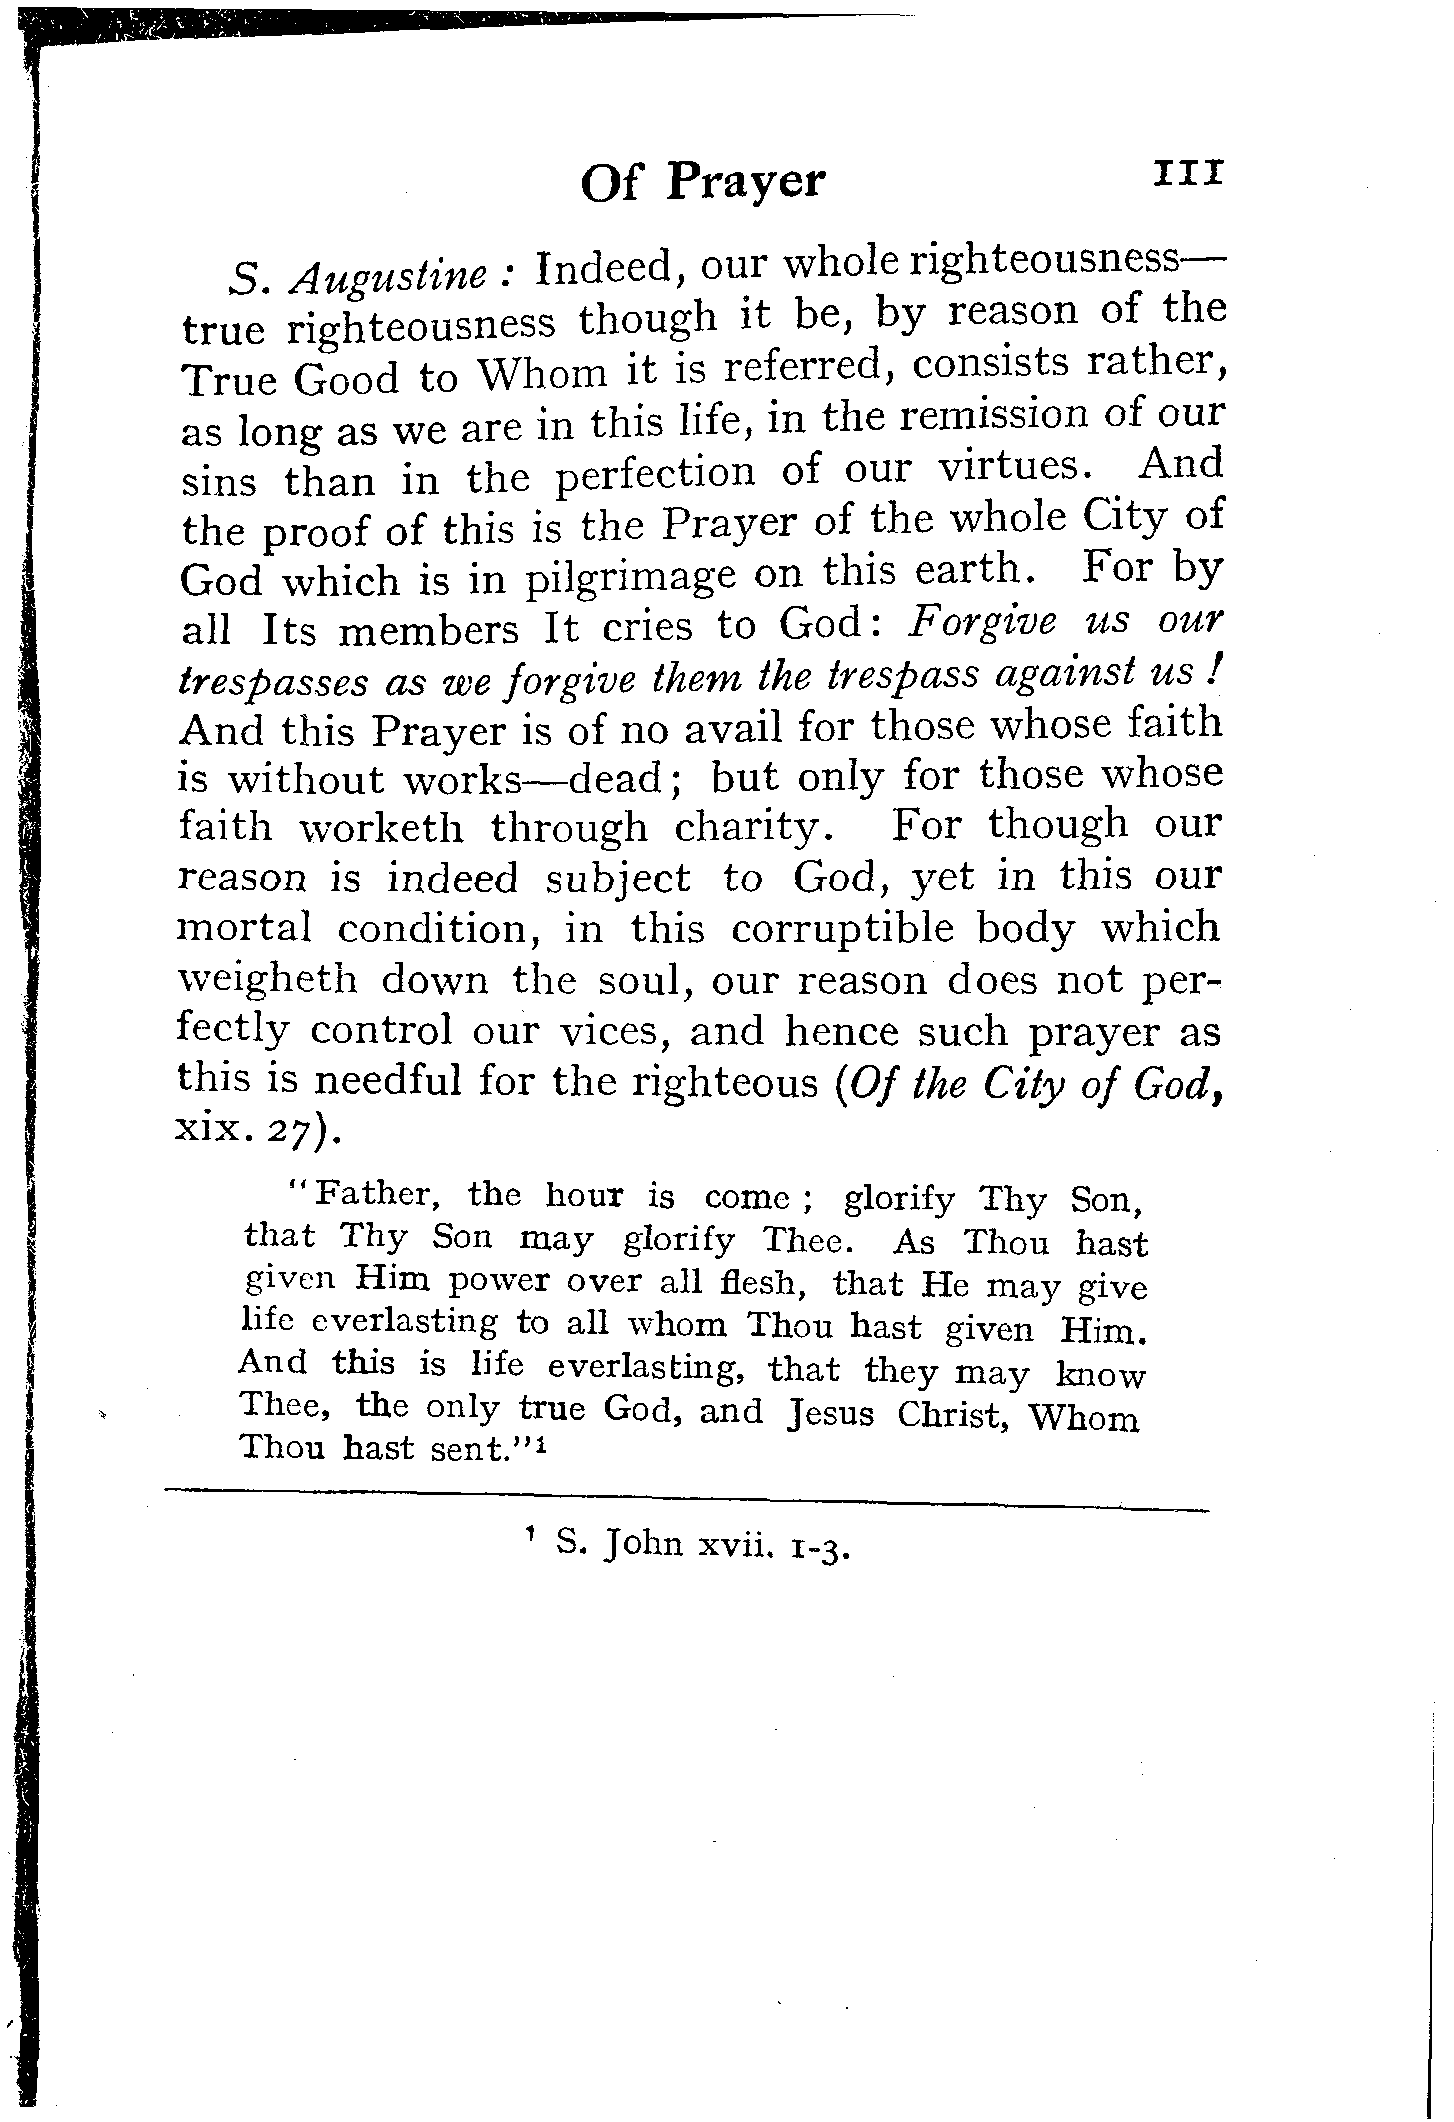 Of Prayer 111
S. Augustine : Indeed, our whole righteousness—
true righteousness though it be, by reason of the
True Good to Whom it is referred, consists rather,
as long as we are in this life, in the remission of our
sins than in the perfection of our virtues. And
the proof of this is the Prayer of the whole City of
God which is in pilgrimage on this earth. For by
all Its members It cries to God: Forgive us our
trespasses as we forgive them the trespass against us !
And this Prayer is of no avail for those whose faith
is without works—dead; but only for those whose
faith worketh through charity. For though our
reason is indeed subject to God, yet in this our
mortal condition, in this corruptible body which
weigheth down the soul, our reason does not per-
fectly control our vices, and hence such prayer as
this is needful for the righteous (Of the City of God,
xix. 27).
"Father, the hour is come ; glorify Thy Son,
that Thy Son may glorify Thee. As Thou hast
given Him power over all flesh, that He may give
life everlasting to all whom Thou hast given Him.
And this is life everlasting, that they may know
Thee, the only true God, and Jesus Christ, Whom
Thou hast sent."¹
¹ S. John xvii. 1-3.